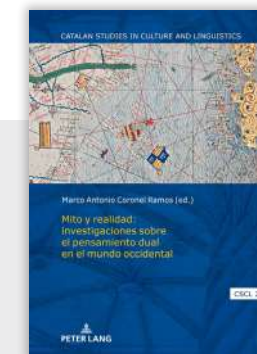 CATALAN STUDIES IN CULTURE AND LINGUISTICS
Marco Antonio Coronel Ramos (ed.)
Mito y realidad:
investigaciones sobre
el pensamiento dual
en el mundo occidental
CSCL
PETER LANG